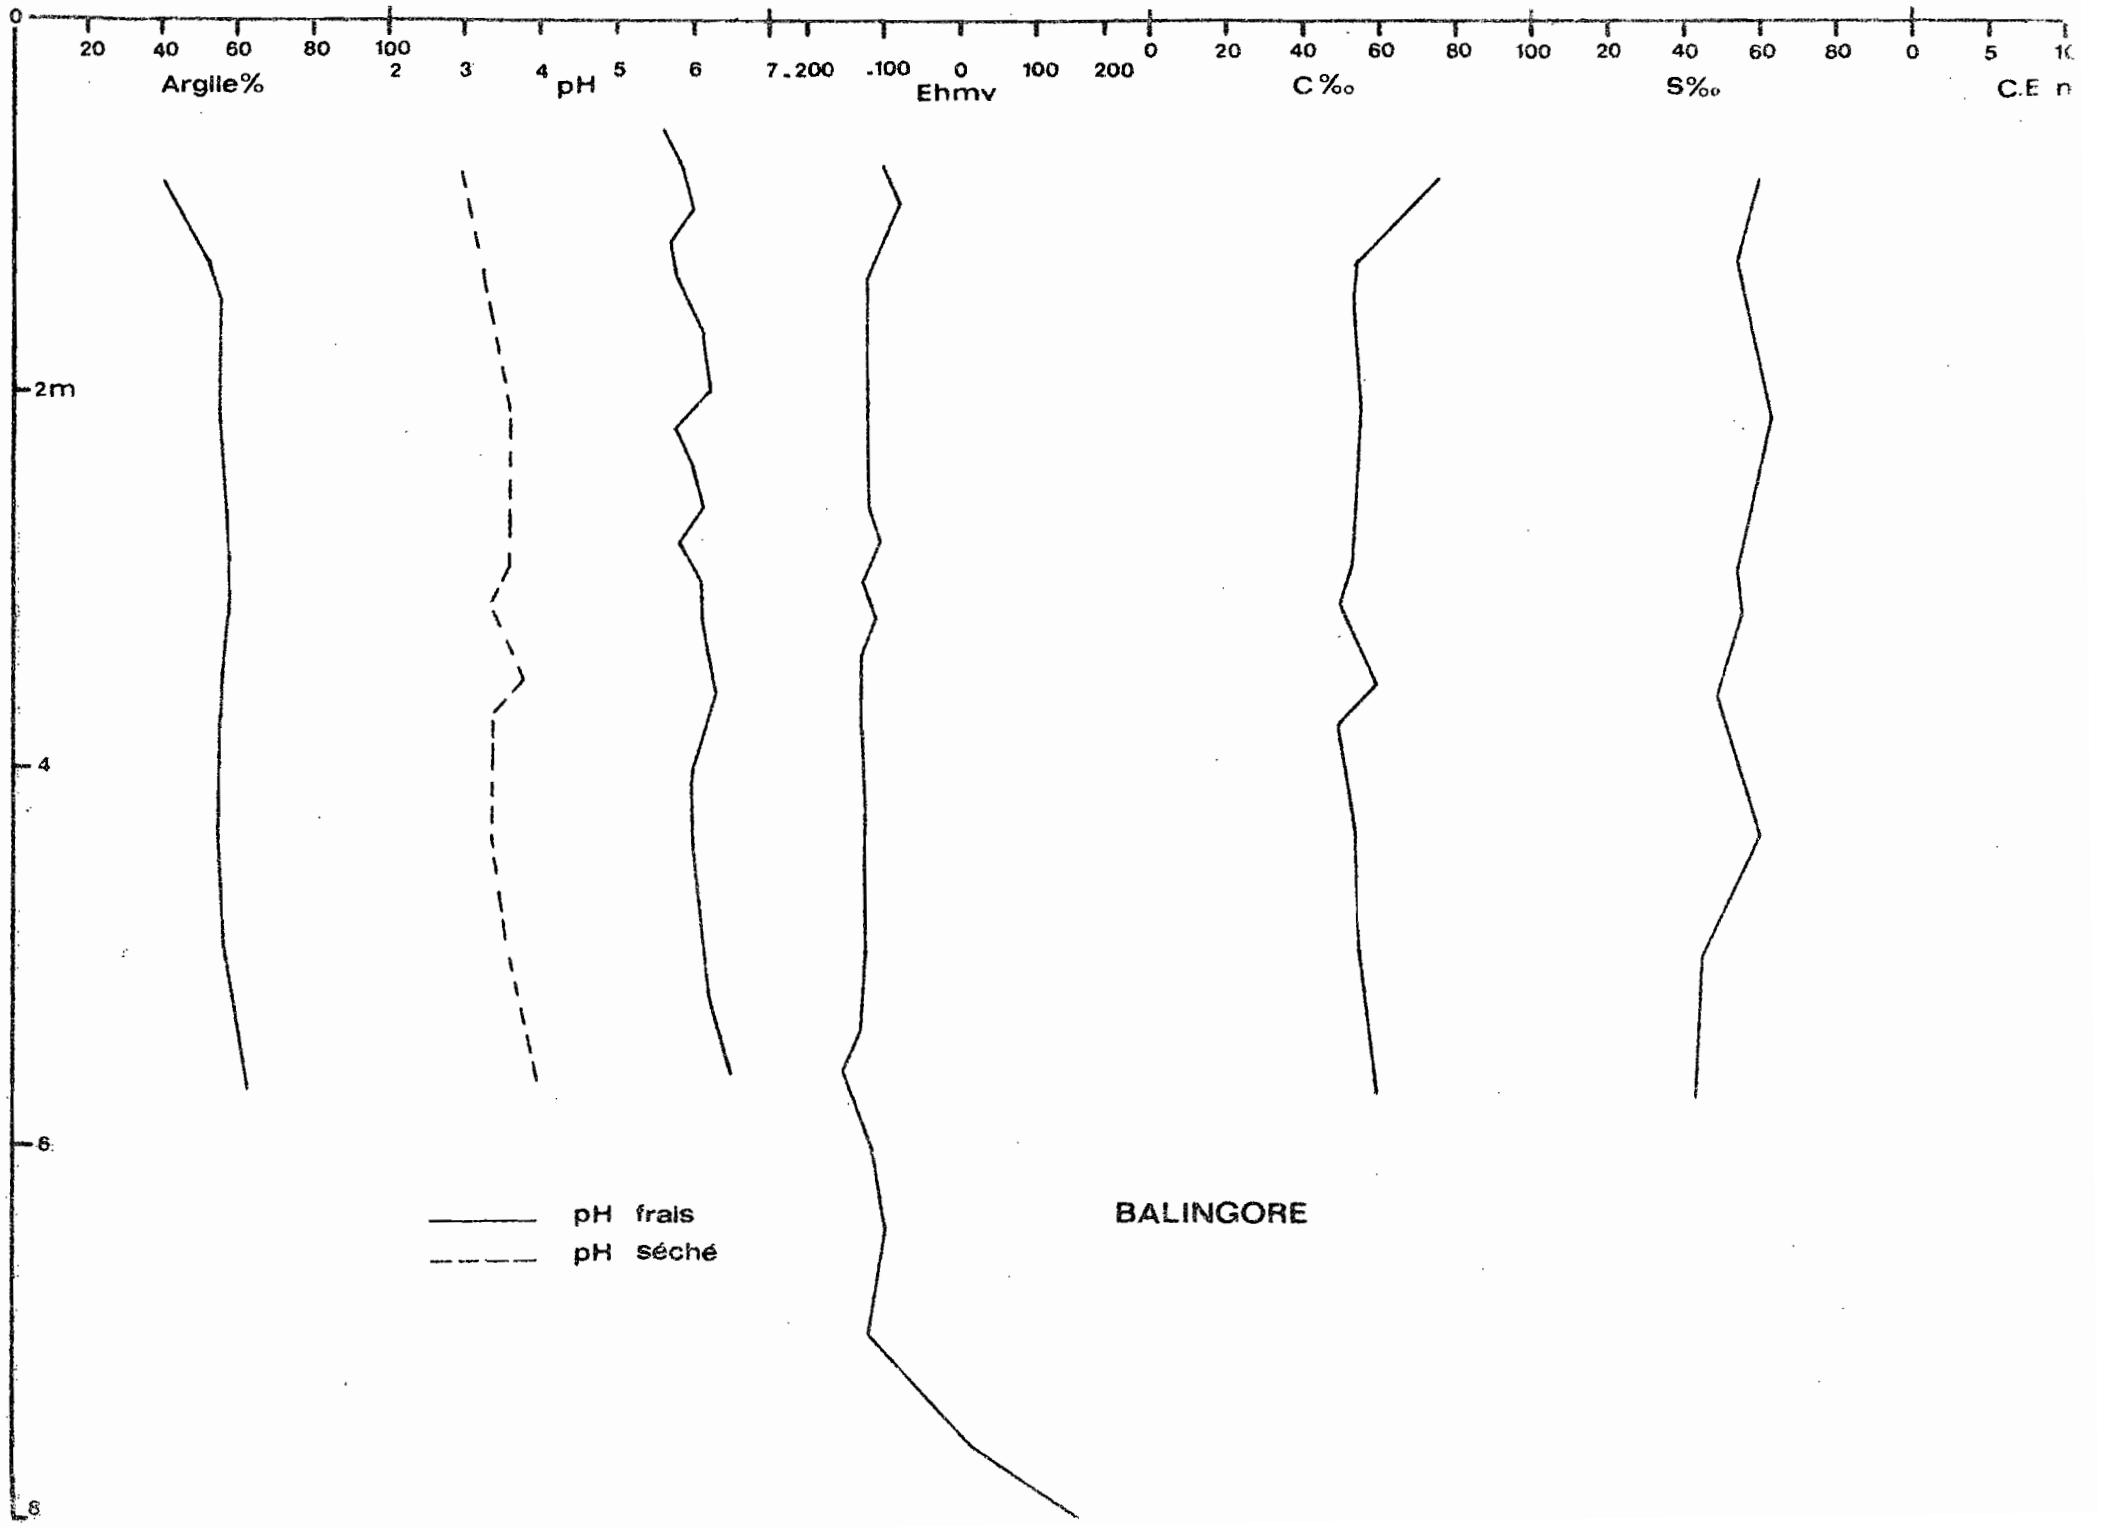 0 20 40 60 80 100 0 20 40 60 80 100 20 40 60 80 0 5
2 3 4 5 6 7 -200 -100 0 100 200
Argile% pH Ehmv C‰ S‰ C.E
2m
4
6
8
pH frais
pH séché
BALINGORE